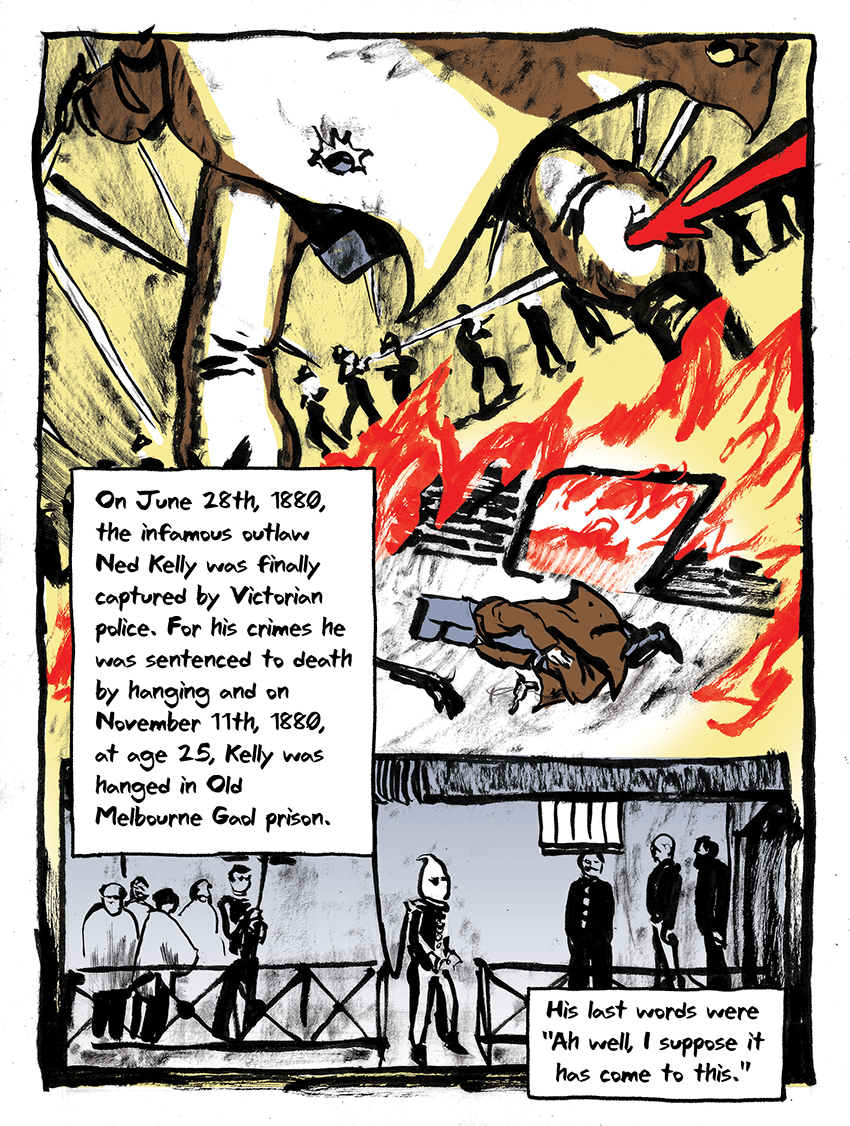 On June 28th, 1880,
the infamous outlaw
Ned Kelly was finally
captured by Victorian
police. For his crimes he
was sentenced to death
by hanging and on
November 11th, 1880,
at age 25, Kelly was
hanged in Old
Melbourne Gaol prison.
His last words were
"Ah well, I suppose it
has come to this."